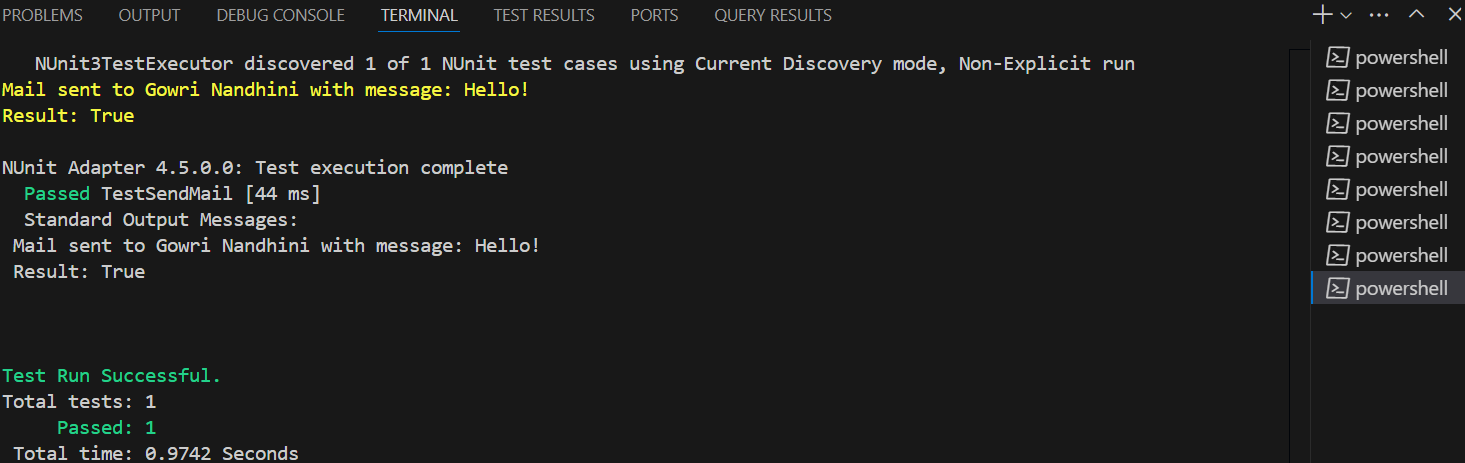 PROBLEMS OUTPUT DEBUG CONSOLE TERMINAL TEST RESULTS PORTS QUERY RESULTS
NUnit3TestExecutor discovered 1 of 1 NUnit test cases using Current Discovery mode, Non-Explicit run
Mail sent to Gowri Nandhini with message: Hello!
Result: True
NUnit Adapter 4.5.0.0: Test execution complete
Passed TestSendMail [44 ms]
Standard Output Messages:
Mail sent to Gowri Nandhini with message: Hello!
Result: True
Test Run Successful.
Total tests: 1
Passed: 1
Total time: 0.9742 Seconds
powershell
powershell
powershell
powershell
powershell
powershell
powershell
powershell